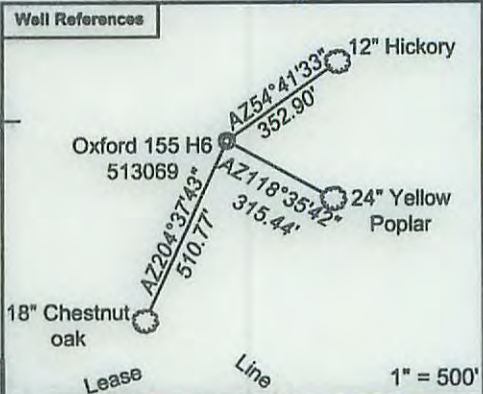 Well References
12" Hickory
AZ54°41'33"
352.90'
Oxford 155 H6
513069
AZ118°35'42"
315.44'
24" Yellow
Poplar
AZ204°37'43"
510.77'
18" Chestnut
oak
Lease Line
1" = 500'